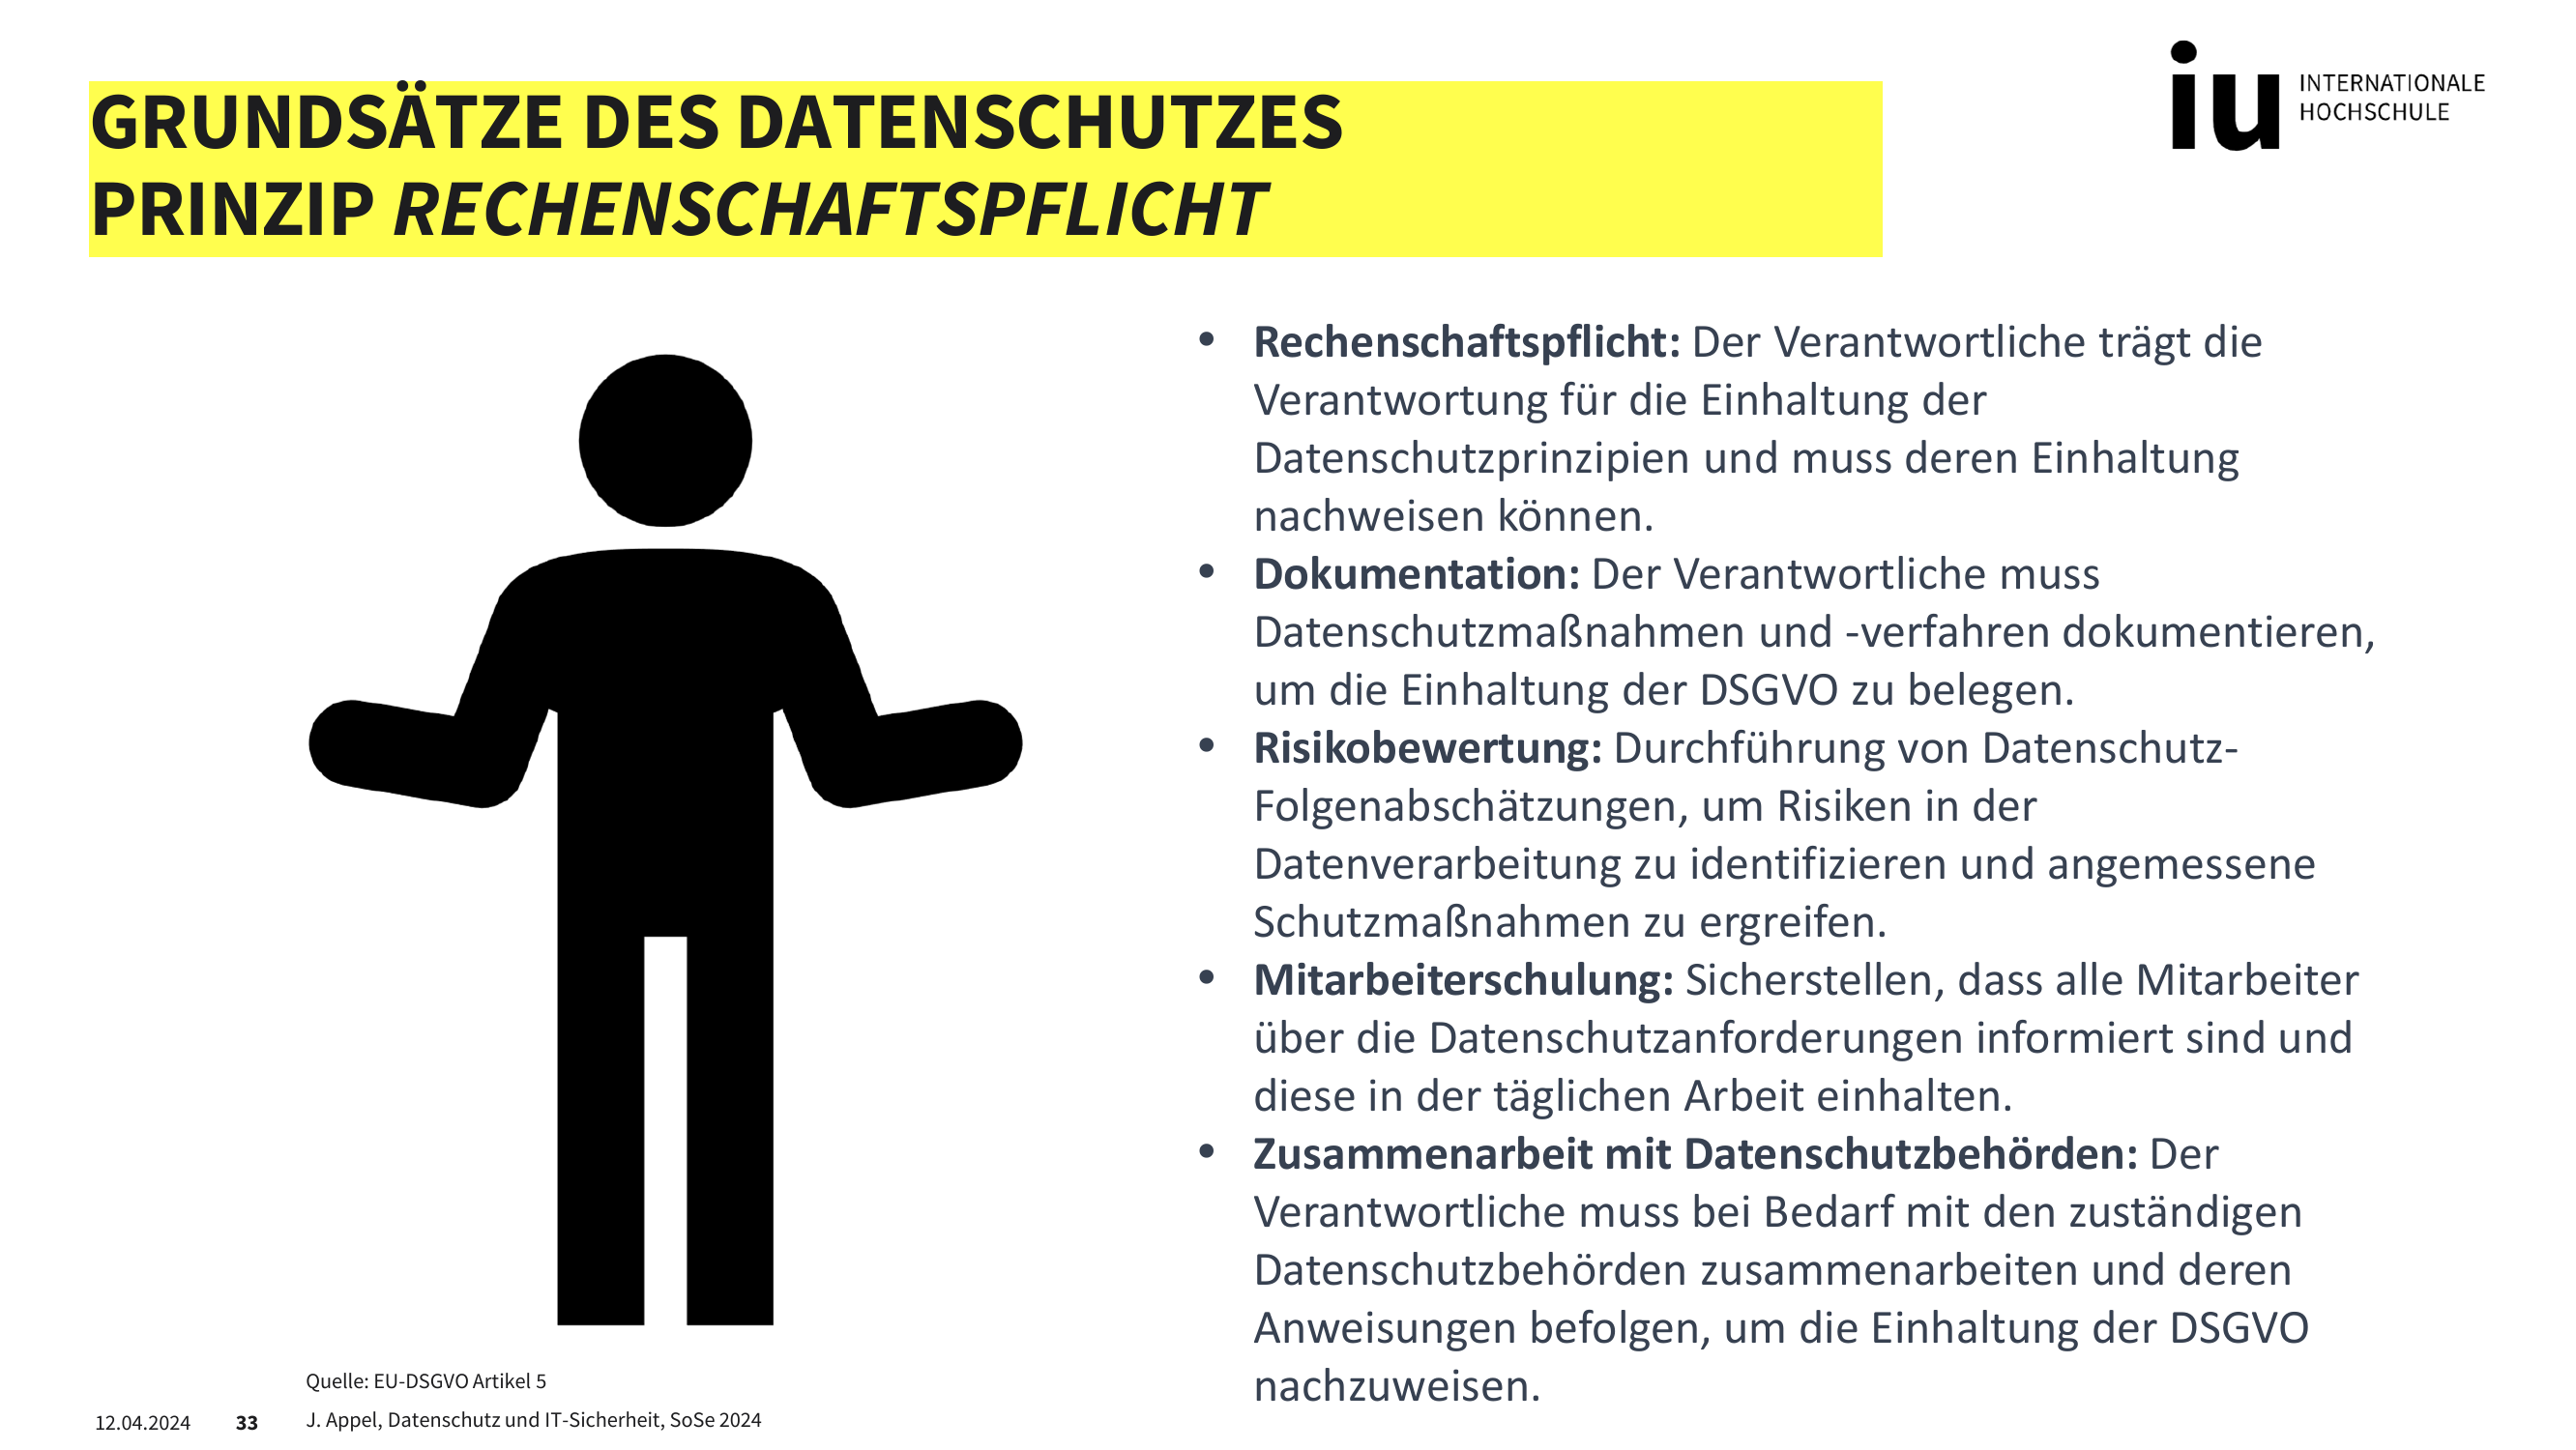 GRUNDSÄTZE DES DATENSCHUTZES
PRINZIP RECHENSCHAFTSPFLICHT
iu INTERNATIONALE
HOCHSCHULE
• Rechenschaftspflicht: Der Verantwortliche trägt die
Verantwortung für die Einhaltung der
Datenschutzprinzipien und muss deren Einhaltung
nachweisen können.
• Dokumentation: Der Verantwortliche muss
Datenschutzmaßnahmen und -verfahren dokumentieren,
um die Einhaltung der DSGVO zu belegen.
• Risikobewertung: Durchführung von Datenschutz-
Folgenabschätzungen, um Risiken in der
Datenverarbeitung zu identifizieren und angemessene
Schutzmaßnahmen zu ergreifen.
• Mitarbeiterschulung: Sicherstellen, dass alle Mitarbeiter
über die Datenschutzanforderungen informiert sind und
diese in der täglichen Arbeit einhalten.
• Zusammenarbeit mit Datenschutzbehörden: Der
Verantwortliche muss bei Bedarf mit den zuständigen
Datenschutzbehörden zusammenarbeiten und deren
Anweisungen befolgen, um die Einhaltung der DSGVO
nachzuweisen.
Quelle: EU-DSGVO Artikel 5
12.04.2024 33 J. Appel, Datenschutz und IT-Sicherheit, SoSe 2024